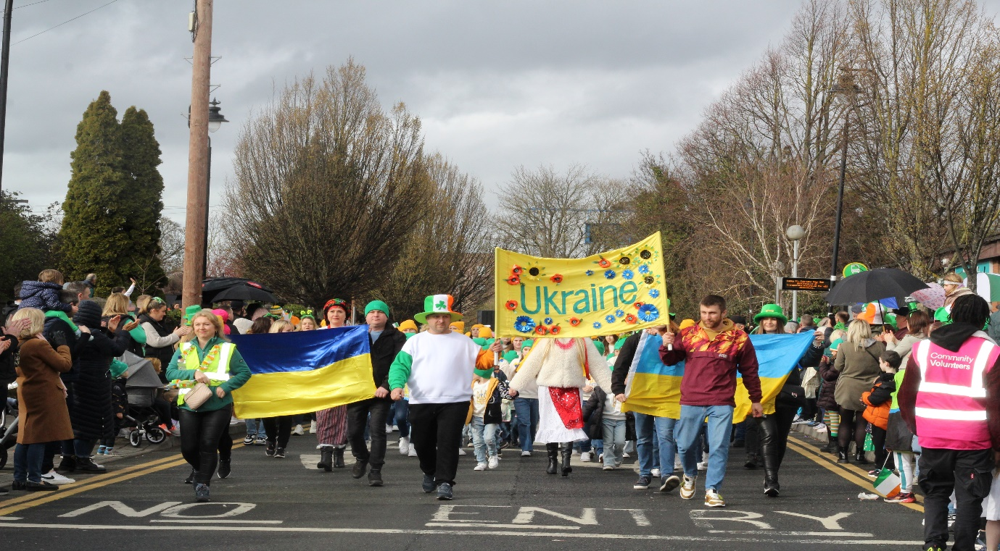 Ukraine
Community
Volunteers
NO ENTRY